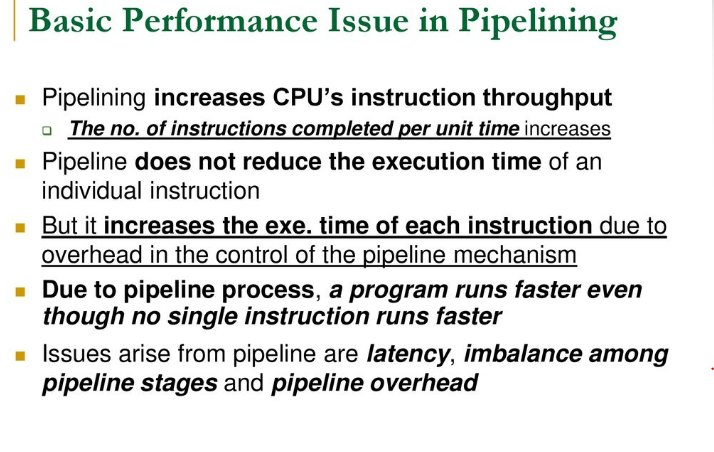 Basic Performance Issue in Pipelining
Pipelining increases CPU's instruction throughput
The no. of instructions completed per unit time increases
Pipeline does not reduce the execution time of an
individual instruction
But it increases the exe. time of each instruction due to
overhead in the control of the pipeline mechanism
Due to pipeline process, a program runs faster even
though no single instruction runs faster
Issues arise from pipeline are latency, imbalance among
pipeline stages and pipeline overhead